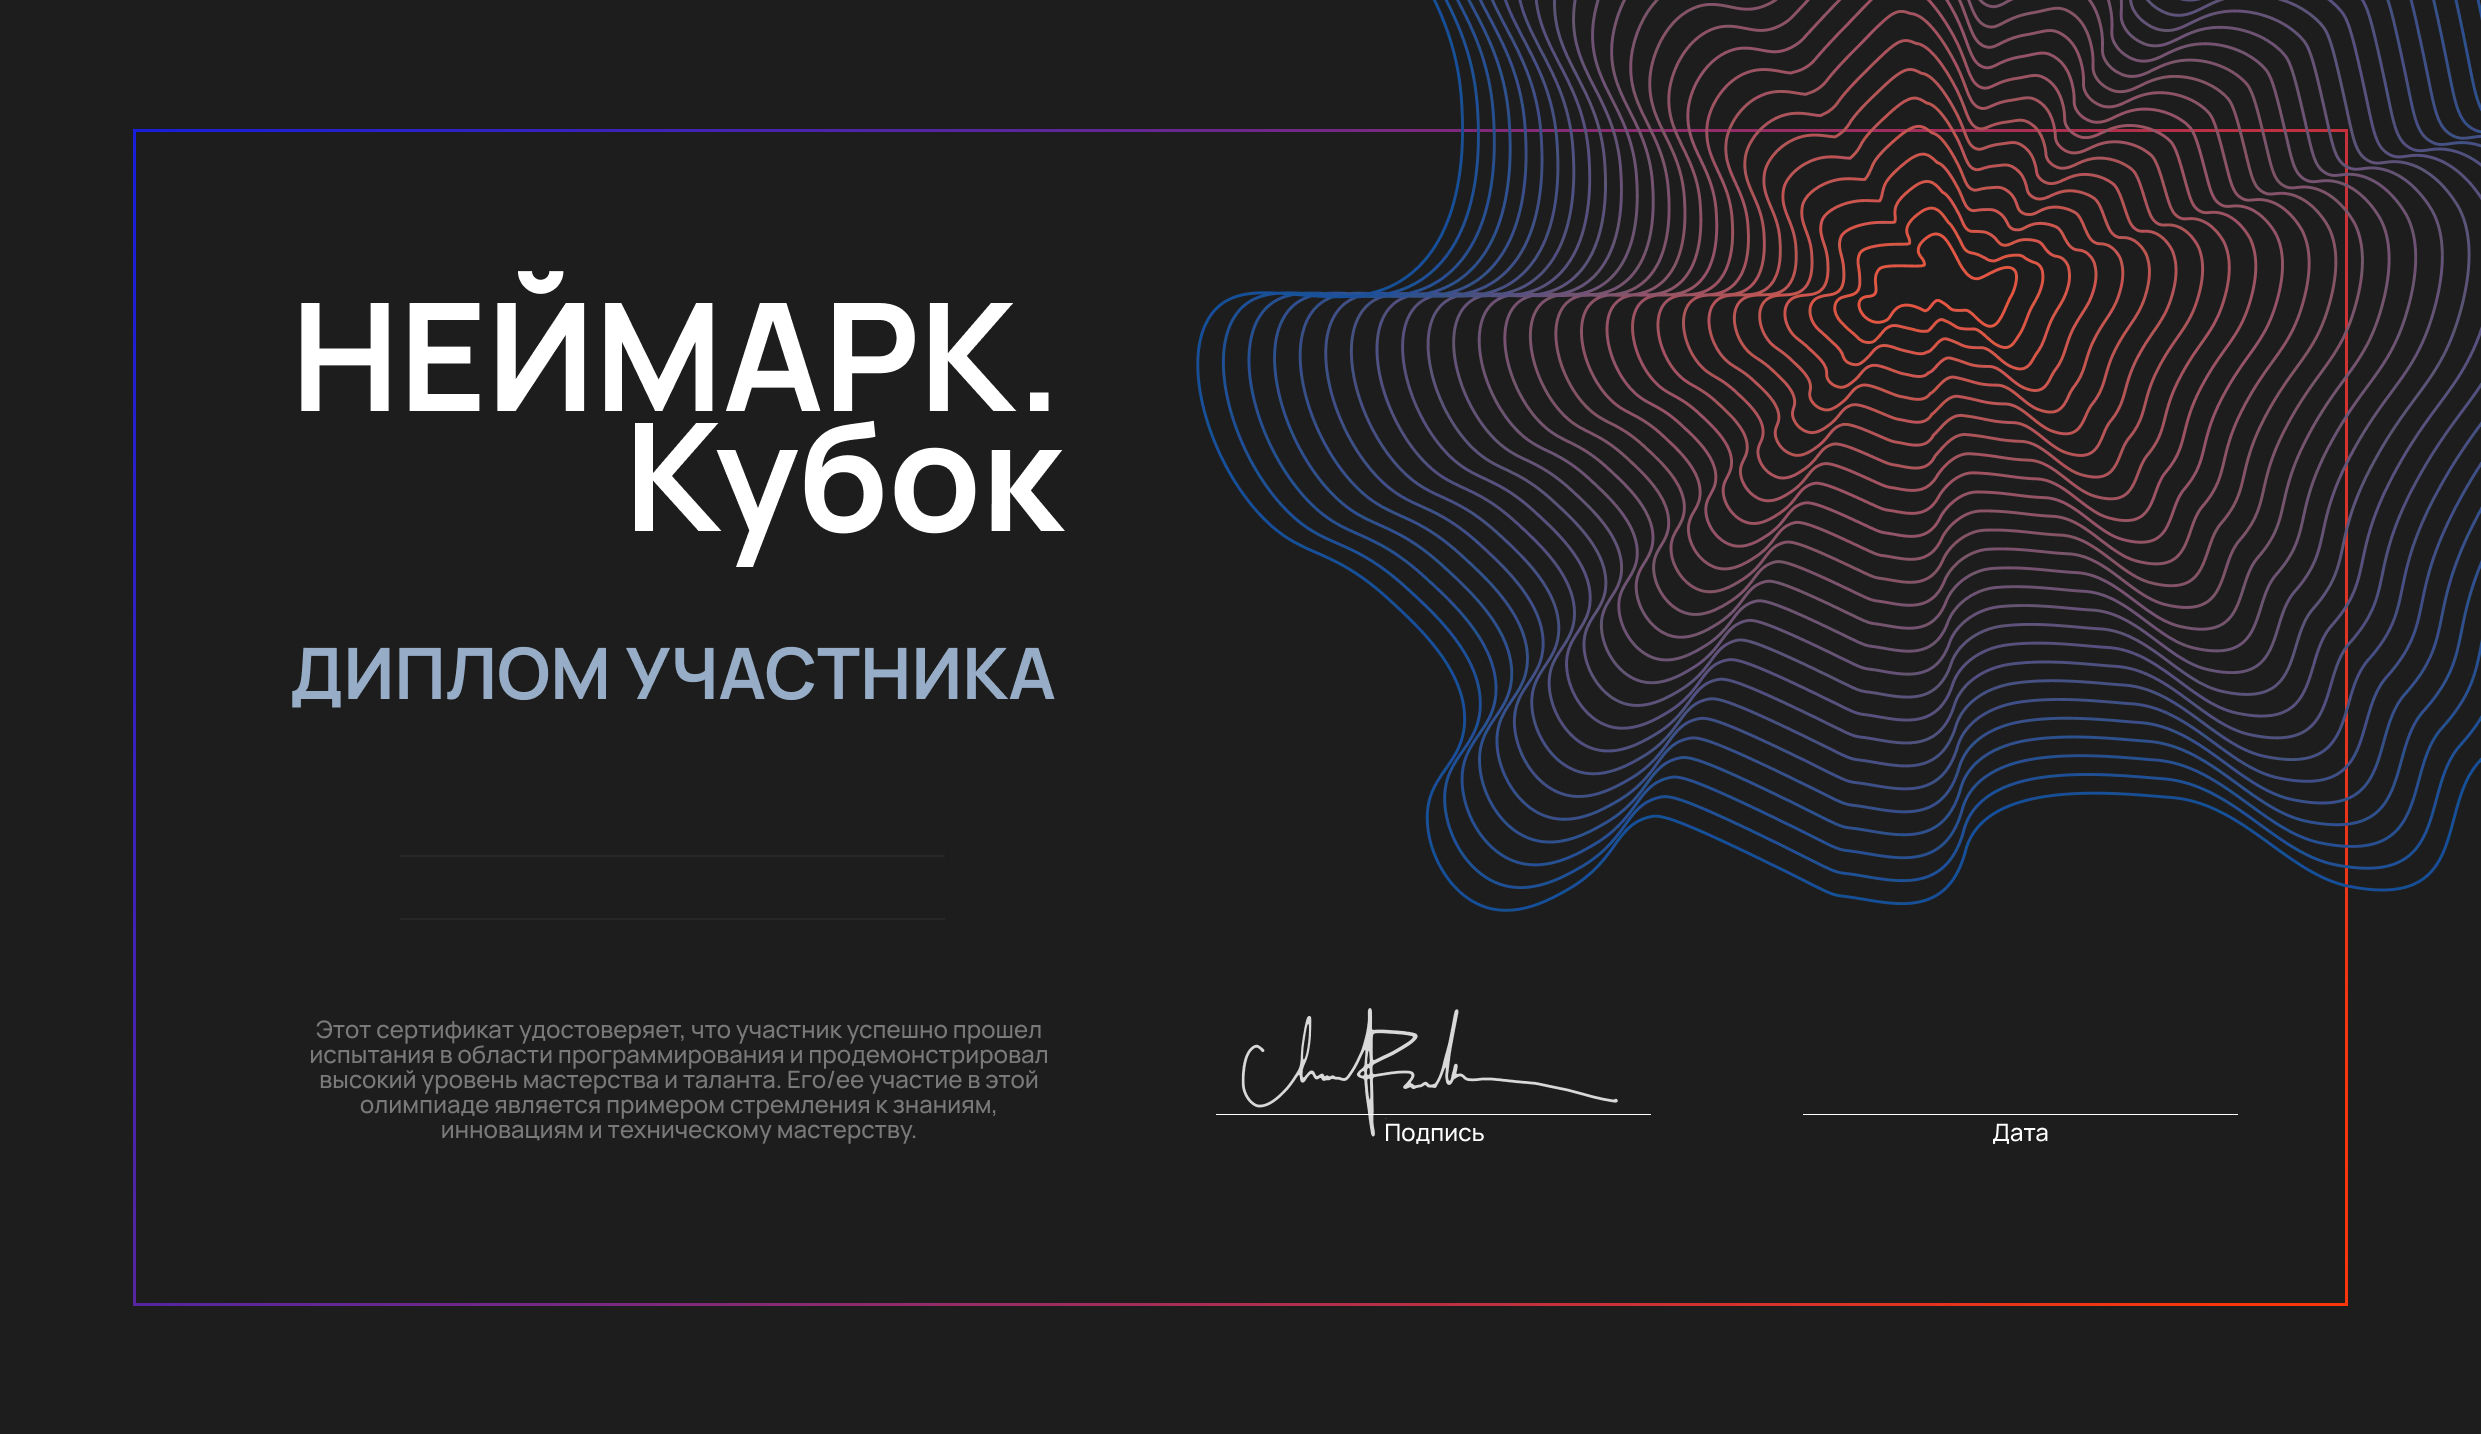 НЕЙМАРК.
Кубок
ДИПЛОМ УЧАСТНИКА
Этот сертификат удостоверяет, что участник успешно прошел
испытания в области программирования и продемонстрировал
высокий уровень мастерства и таланта. Его/ее участие в этой
олимпиаде является примером стремления к знаниям,
инновациям и техническому мастерству.
Подпись
Дата